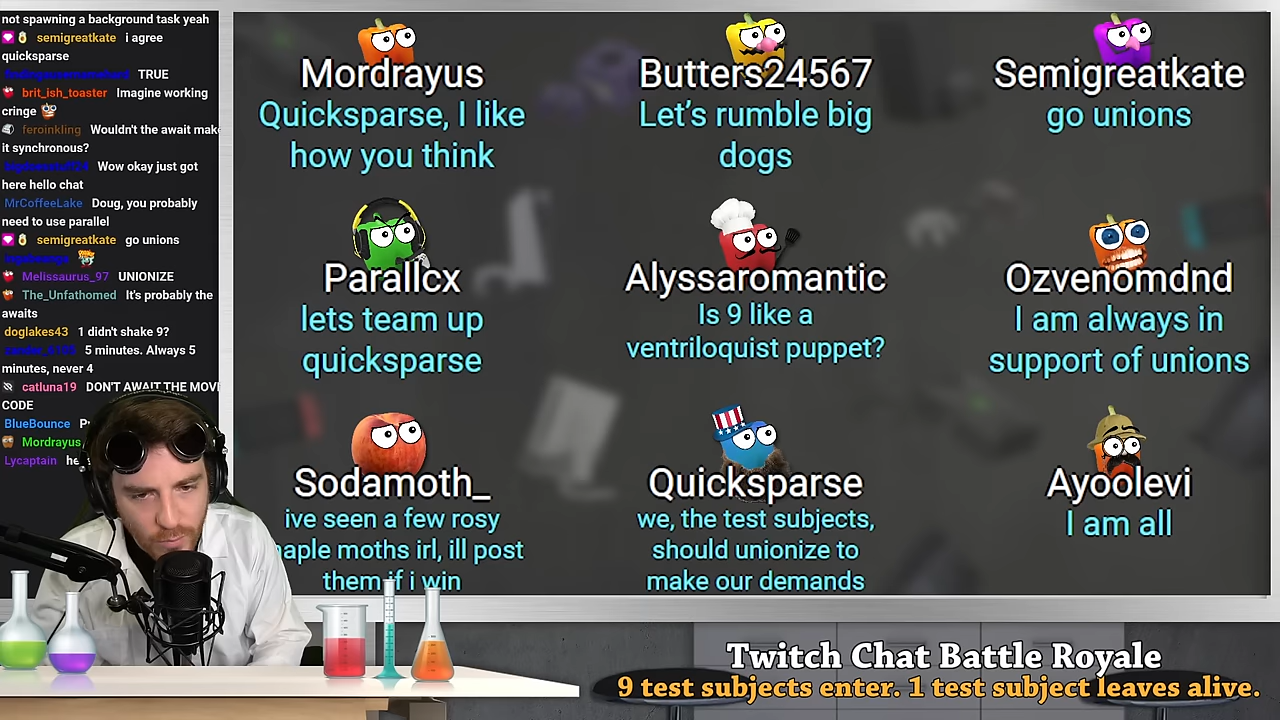 not spawning a background task yeah
semigreatkate i agree
quicksparse
TRUE
brit_ish_toaster Imagine working
cringe
feroinkling Wouldn't the await make
it synchronous?
Wow okay just got
here hello chat
MrCoffeeLake Doug, you probably
need to use parallel
semigreatkate go unions
Melissaurus_97 UNIONIZE
The_Unfathomed It's probably the
awaits
doglakes43 1 didn't shake 9?
5 minutes. Always 5
minutes, never 4
catluna19 DON'T AWAIT THE MOVE
CODE
BlueBounce
Mordrayus
Lycaptain
Mordrayus
Quicksparse, I like
how you think
Butters24567
Let's rumble big
dogs
Semigreatkate
go unions
Parallcx
lets team up
quicksparse
Alyssaromantic
Is 9 like a
ventriloquist puppet?
Ozvenomdnd
I am always in
support of unions
Sodamoth_
ive seen a few rosy
maple moths irl, ill post
them if i win
Quicksparse
we, the test subjects,
should unionize to
make our demands
Ayoolevi
I am all
Twitch Chat Battle Royale
9 test subjects enter. 1 test subject leaves alive.